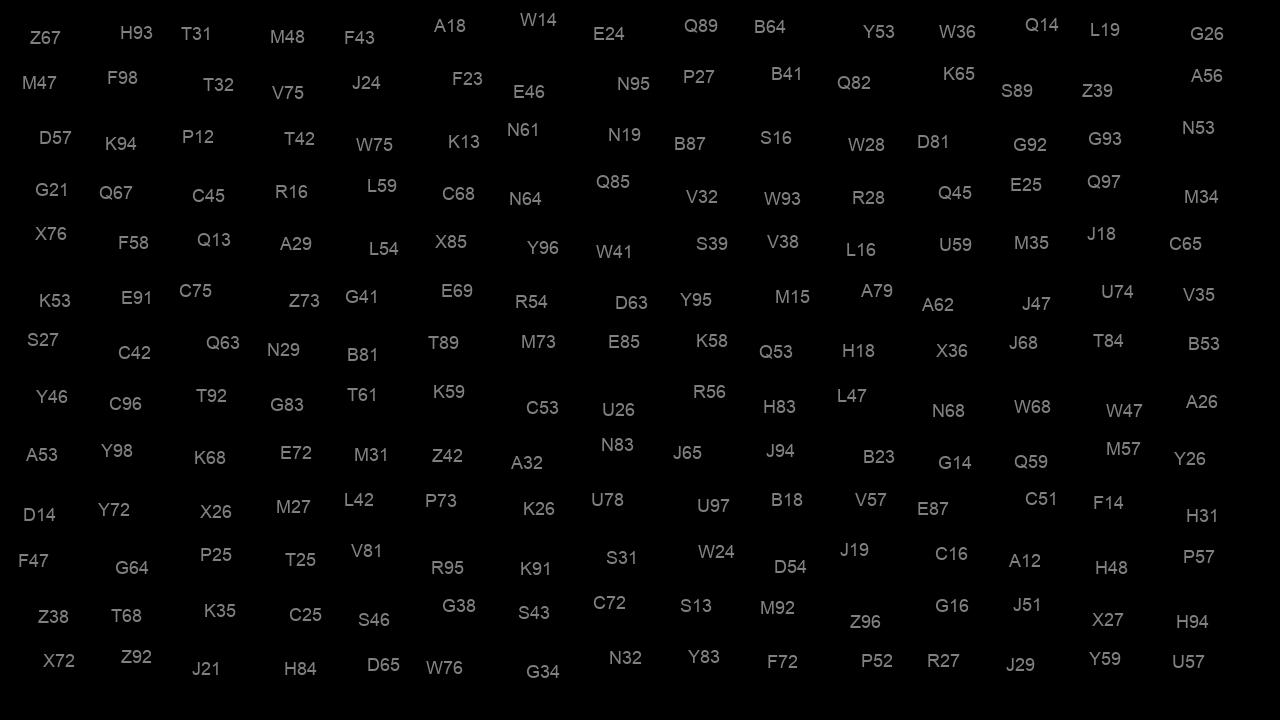 Z67 H93 T31 M48 F43 A18 W14 E24 Q89 B64 Y53 W36 Q14 L19 G26
M47 F98 T32 V75 J24 F23 E46 N95 P27 B41 Q82 K65 S89 Z39 A56
D57 K94 P12 T42 W75 K13 N61 N19 B87 S16 W28 D81 G92 G93 N53
G21 Q67 C45 R16 L59 C68 N64 Q85 V32 W93 R28 Q45 E25 Q97 M34
X76 F58 Q13 A29 L54 X85 Y96 W41 S39 V38 L16 U59 M35 J18 C65
K53 E91 C75 Z73 G41 E69 R54 D63 Y95 M15 A79 A62 J47 U74 V35
S27 C42 Q63 N29 B81 T89 M73 E85 K58 Q53 H18 X36 J68 T84 B53
Y46 C96 T92 G83 T61 K59 C53 U26 R56 H83 L47 N68 W68 W47 A26
A53 Y98 K68 E72 M31 Z42 A32 N83 J65 J94 B23 G14 Q59 M57 Y26
D14 Y72 X26 M27 L42 P73 K26 U78 U97 B18 V57 E87 C51 F14 H31
F47 G64 P25 T25 V81 R95 K91 S31 W24 D54 J19 C16 A12 H48 P57
Z38 T68 K35 C25 S46 G38 S43 C72 S13 M92 Z96 G16 J51 X27 H94
X72 Z92 J21 H84 D65 W76 G34 N32 Y83 F72 P52 R27 J29 Y59 U57